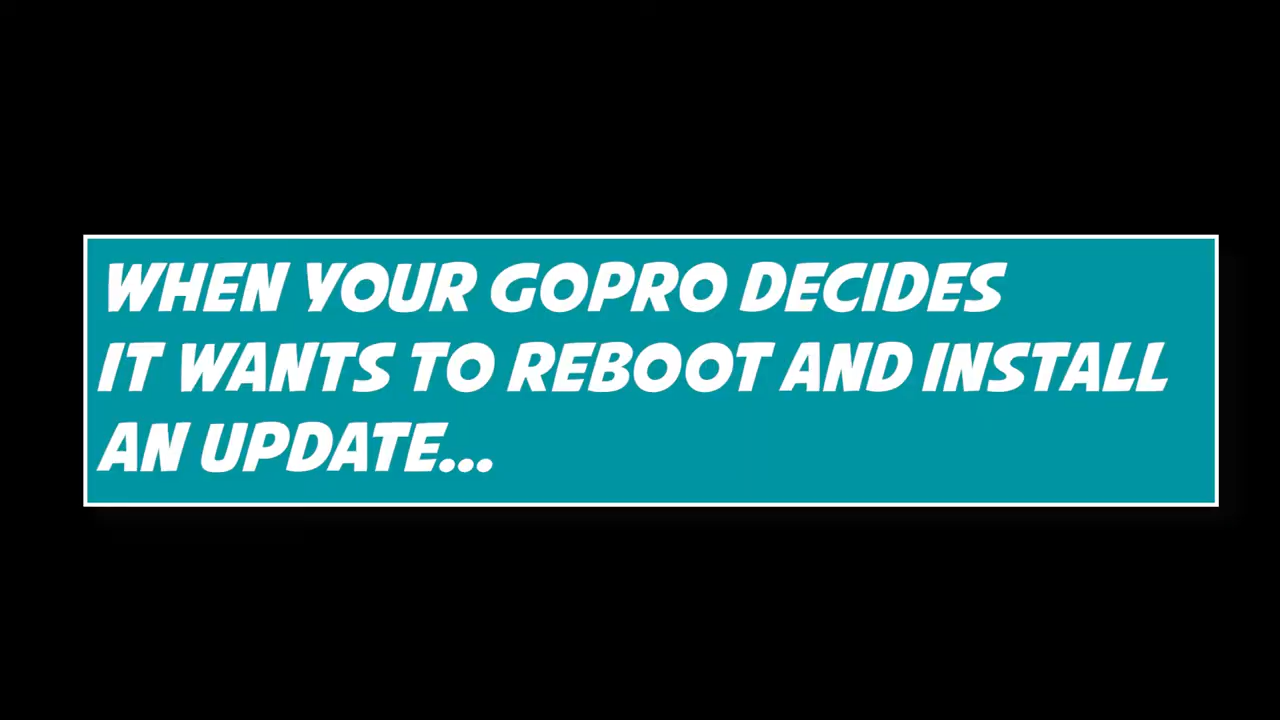 WHEN YOUR GOPRO DECIDES
IT WANTS TO REBOOT AND INSTALL
AN UPDATE...